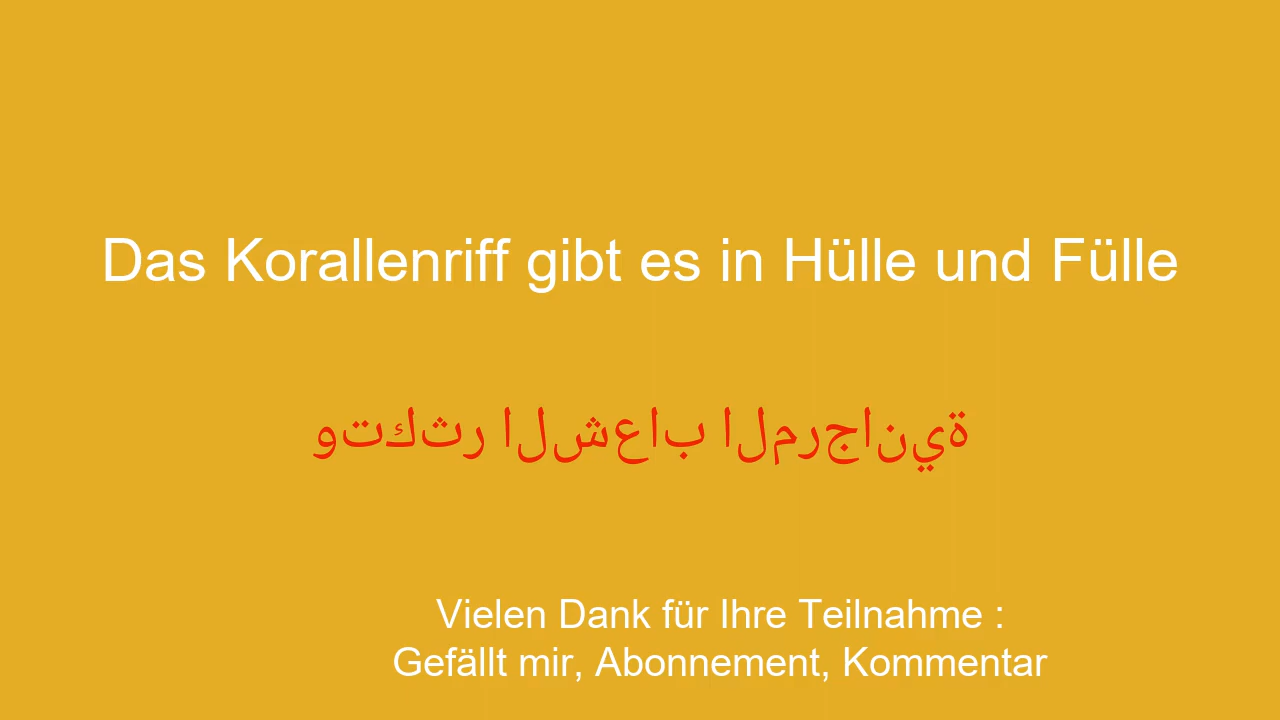 Das Korallenriff gibt es in Hülle und Fülle
وتكثر الشعاب المرجانية
Vielen Dank für Ihre Teilnahme :
Gefällt mir, Abonnement, Kommentar